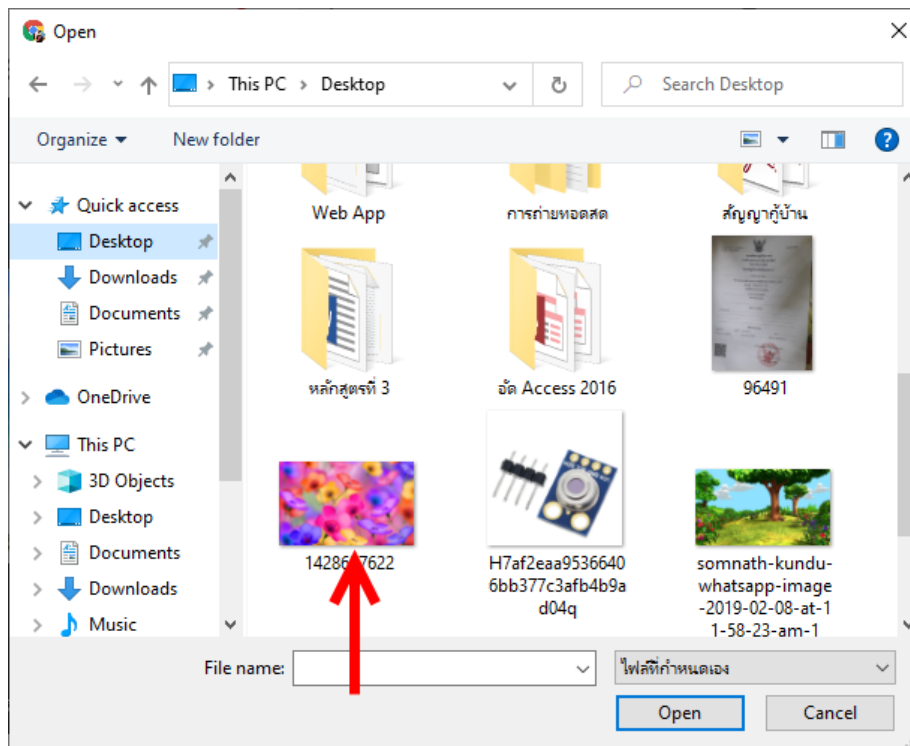 Open
This PC > Desktop
Search Desktop
Organize
New folder
?
Quick access
Desktop
Downloads
Documents
Pictures
OneDrive
This PC
3D Objects
Desktop
Documents
Downloads
Music
Web App
การถ่ายทอดสด
สัญญากู้บ้าน
หลักสูตรที่ 3
อัด Access 2016
96491
H7af2eaa9536640
6bb377c3afb4b9a
d04q
somnath-kundu-
whatsapp-image
-2019-02-08-at-1
1-58-23-am-1
File name:
ไฟล์ที่กำหนดเอง
Open
Cancel